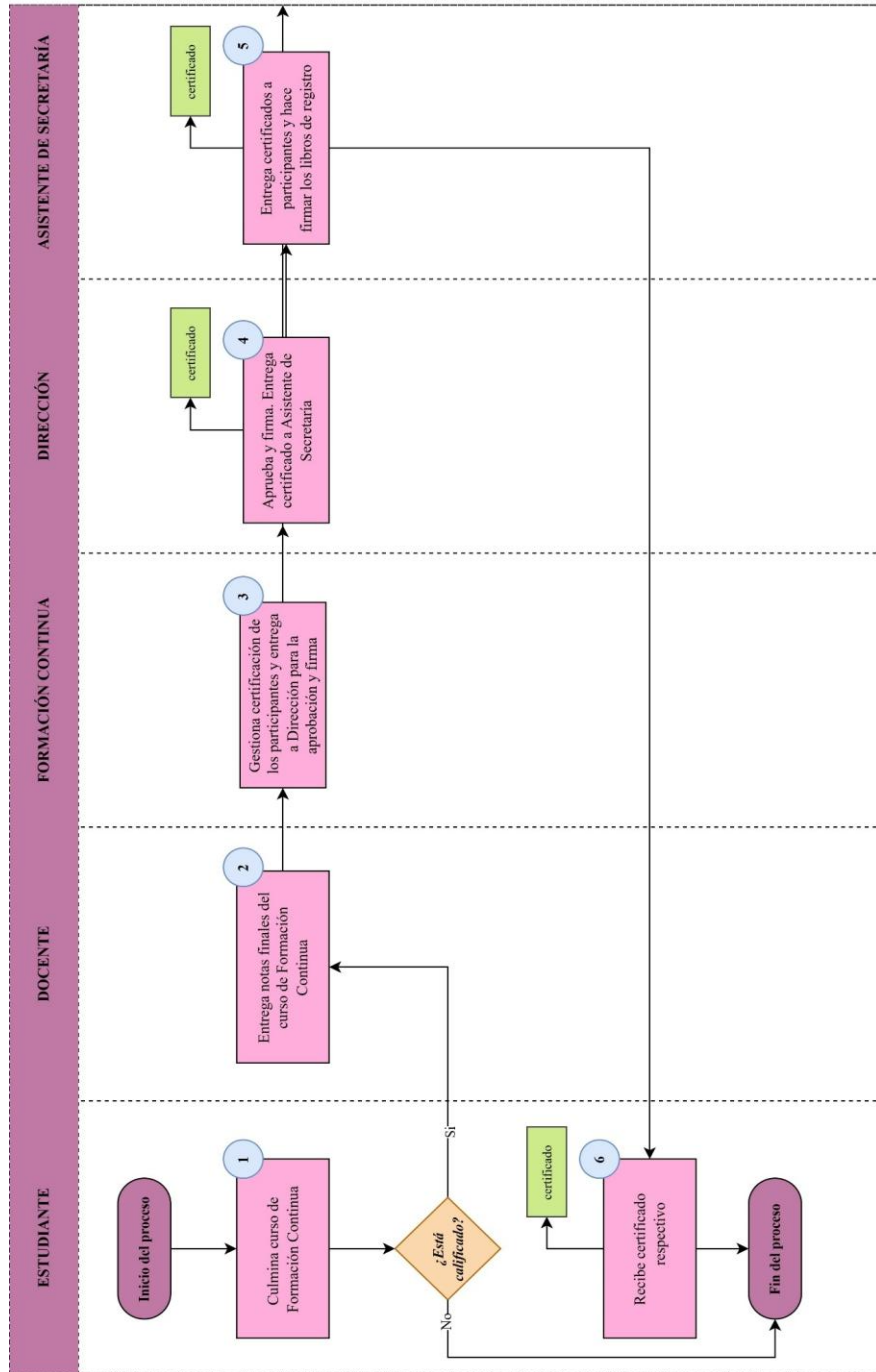 ESTUDIANTE
DOCENTE
FORMACIÓN CONTINUA
DIRECCIÓN
ASISTENTE DE SECRETARÍA
Inicio del proceso
1
Culmina curso de
Formación Continua
¿Está
calificado?
Si
No
2
Entrega notas finales del
curso de Formación
Continua
3
Gestiona certificación de
los participantes y entrega
a Dirección para la
aprobación y firma
4
Aprueba y firma. Entrega
certificado a Asistente de
Secretaría
certificado
5
Entrega certificados a
participantes y hace
firmar los libros de registro
certificado
6
Recibe certificado
respectivo
certificado
Fin del proceso